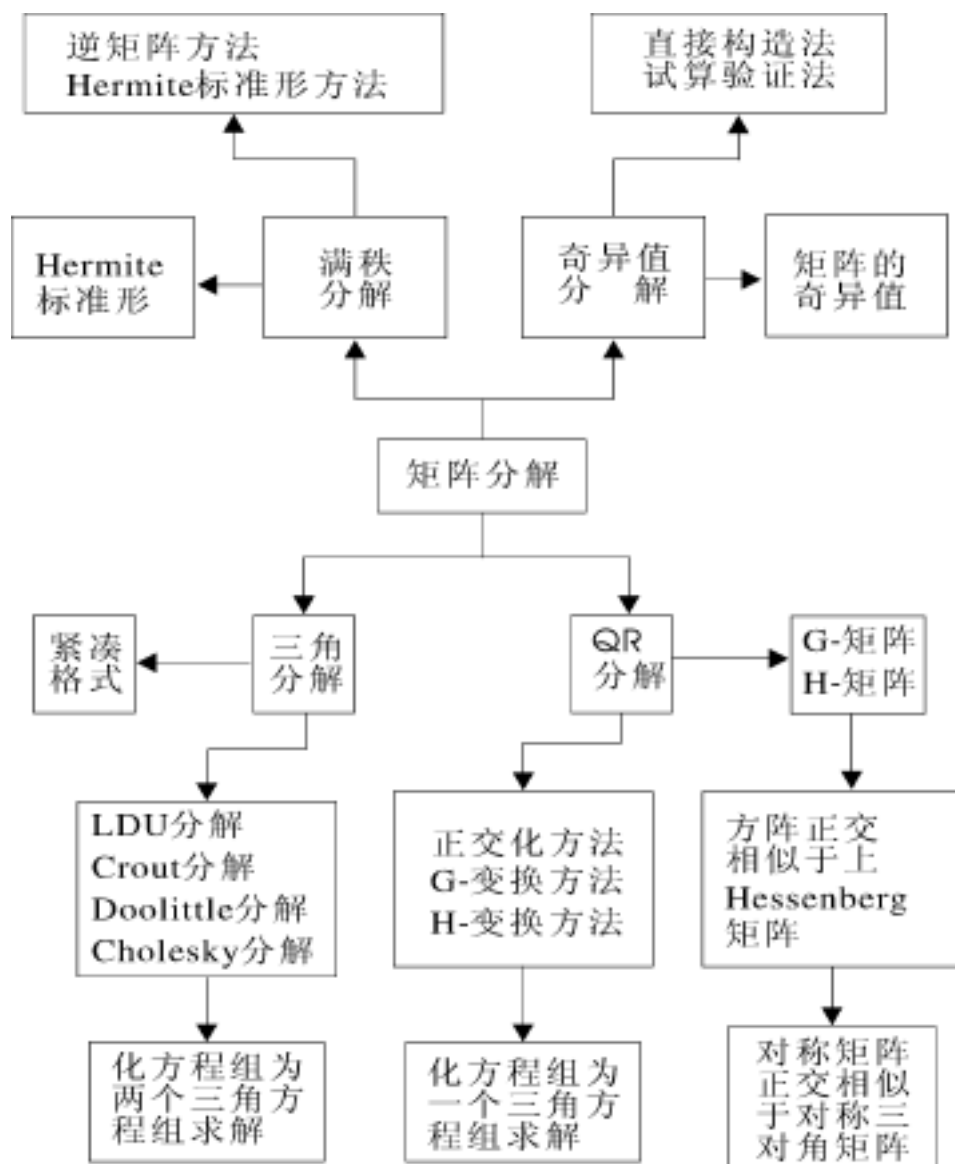 逆矩阵方法
Hermite标准形方法
直接构造法
试算验证法
Hermite
标准形
满秩
分解
奇异值
分 解
矩阵的
奇异值
矩阵分解
紧凑
格式
三角
分解
QR
分解
G-矩阵
H-矩阵
LDU分解
Crout分解
Doolittle分解
Cholesky分解
正交化方法
G-变换方法
H-变换方法
方阵正交
相似于上
Hessenberg
矩阵
化方程组为
两个三角方
程组求解
化方程组为
一个三角方
程组求解
对称矩阵
正交相似
于对称三
对角矩阵